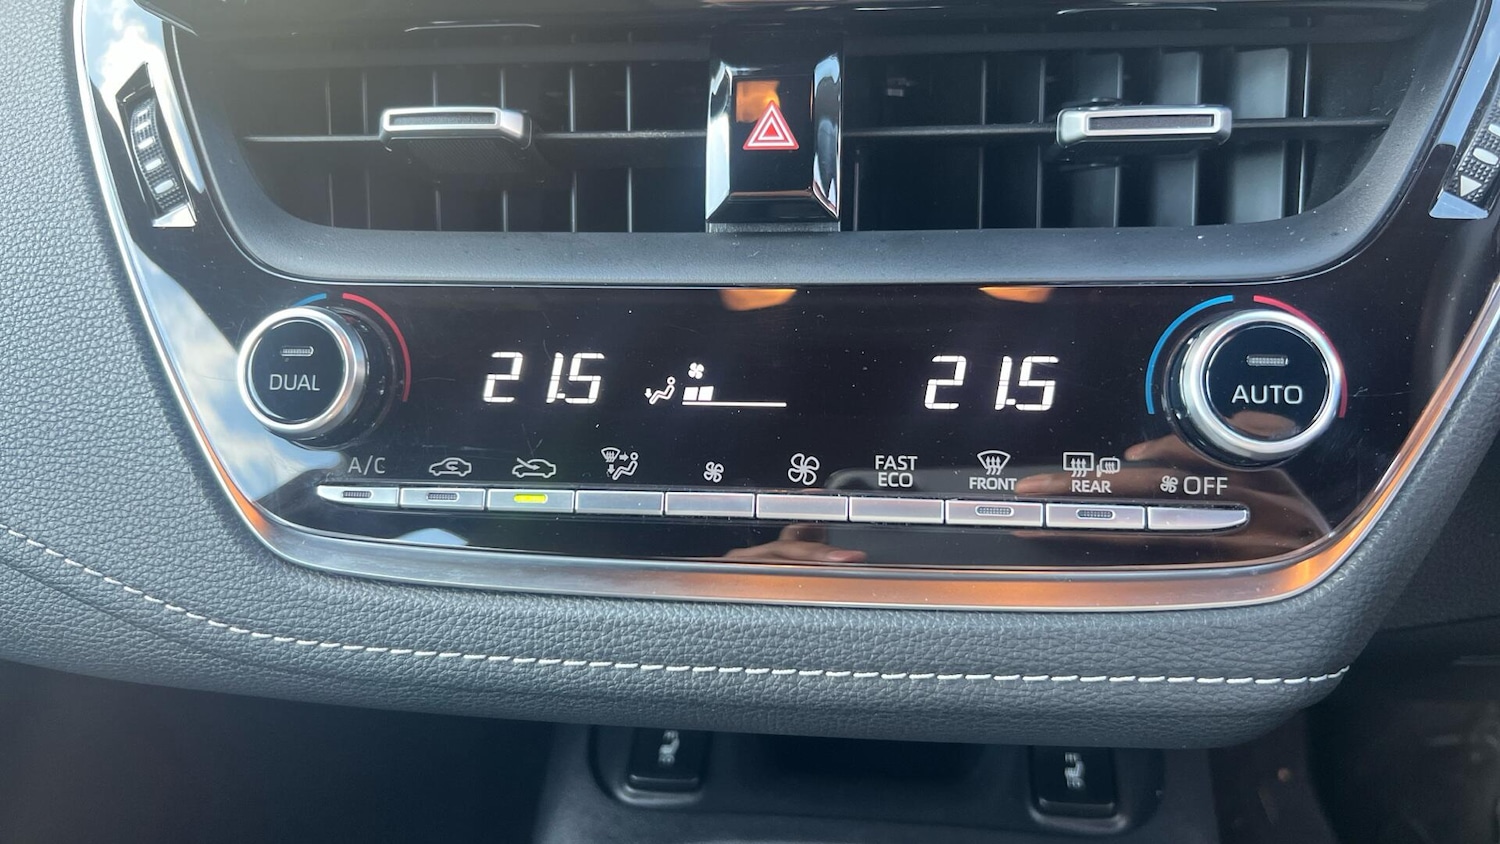 DUAL
21.5
21.5
AUTO
A/C
FAST
ECO
FRONT
REAR
OFF